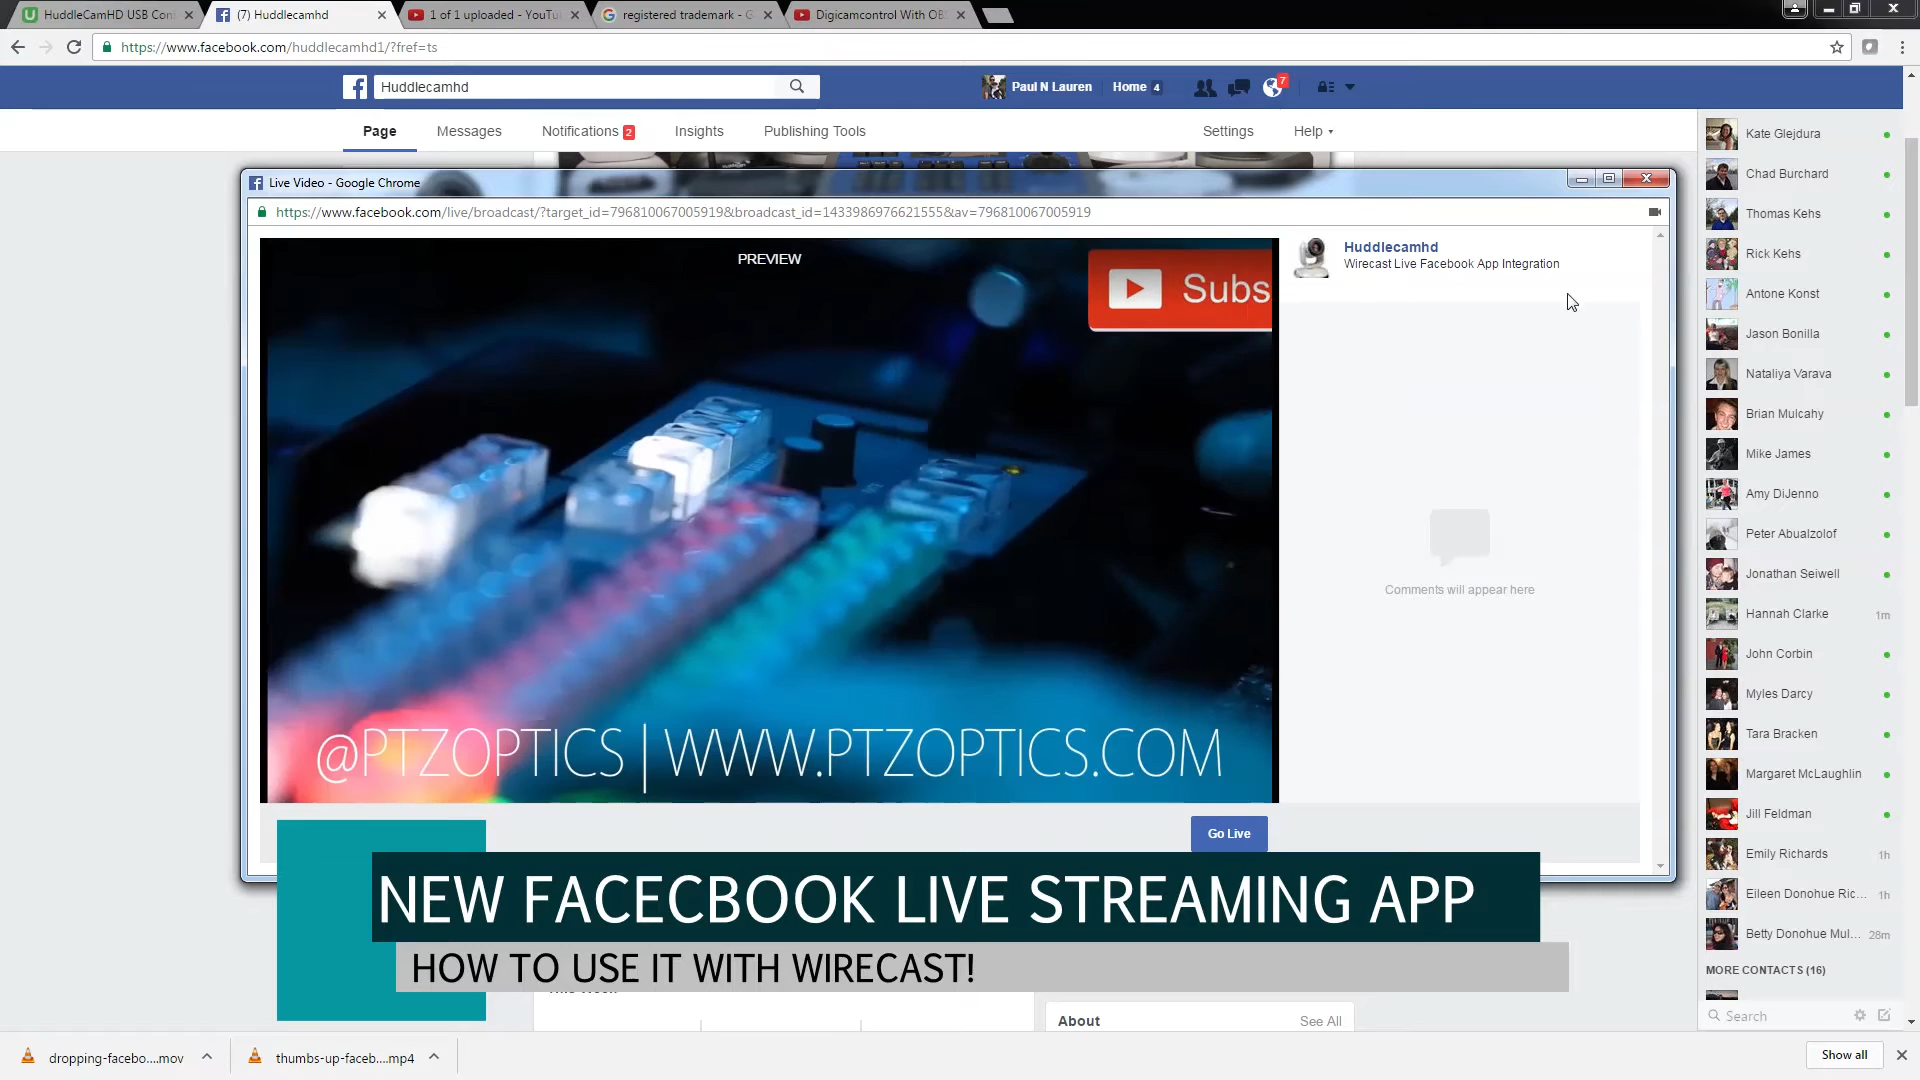 HuddleCamHD USB Con
(7) Huddlecamhd
1 of 1 uploaded - YouTu
registered trademark - G
Digicamcontrol With OB
https://www.facebook.com/huddlecamhd1/?fref=ts
Huddlecamhd
Paul N Lauren
Home 4
7
Page
Messages
Notifications 2
Insights
Publishing Tools
Settings
Help
Live Video - Google Chrome
https://www.facebook.com/live/broadcast/?target_id=796810067005919&broadcast_id=1433986976621555&av=796810067005919
PREVIEW
Subs
Huddlecamhd
Wirecast Live Facebook App Integration
Comments will appear here
@PTZOPTICS | WWW.PTZOPTICS.COM
Go Live
NEW FACECBOOK LIVE STREAMING APP
HOW TO USE IT WITH WIRECAST!
About
See All
Kate Glejdura
Chad Burchard
Thomas Kehs
Rick Kehs
Antone Konst
Jason Bonilla
Nataliya Varava
Brian Mulcahy
Mike James
Amy DiJenno
Peter Abualzolof
Jonathan Seiwell
Hannah Clarke 1m
John Corbin
Myles Darcy
Tara Bracken
Margaret McLaughlin
Jill Feldman
Emily Richards 1h
Eileen Donohue Ric... 1h
Betty Donohue Mul... 28m
MORE CONTACTS (16)
Search
dropping-facebo....mov
thumbs-up-faceb....mp4
Show all